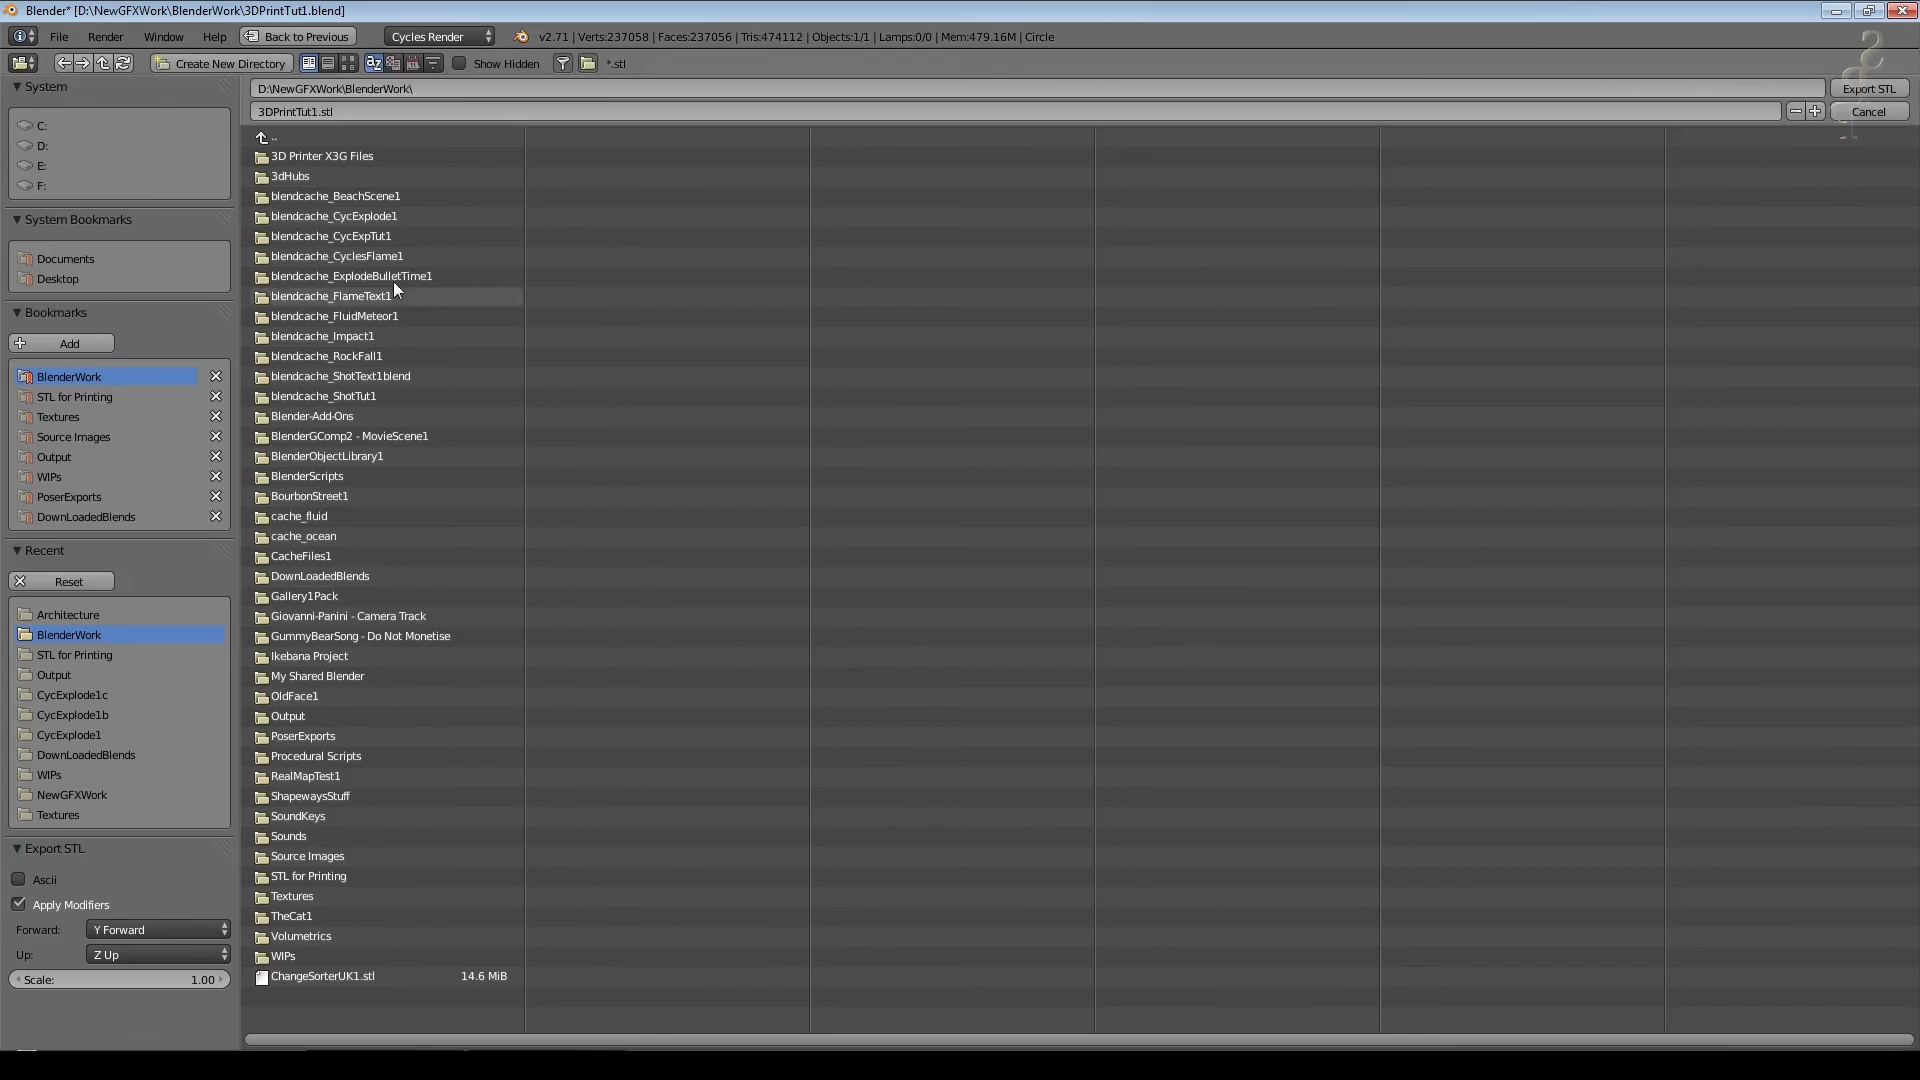 Blender* [D:\NewGFXWork\BlenderWork\3DPrintTut1.blend]
File Render Window Help Back to Previous Cycles Render v2.71 | Verts:237058 | Faces:237056 | Tris:474112 | Objects:1/1 | Lamps:0/0 | Mem:479.16M | Circle
Create New Directory Show Hidden *.stl
System
C:
D:
E:
F:
System Bookmarks
Documents
Desktop
Bookmarks
Add
BlenderWork
STL for Printing
Textures
Source Images
Output
WIPs
PoserExports
DownLoadedBlends
Recent
Reset
Architecture
BlenderWork
STL for Printing
Output
CycExplode1c
CycExplode1b
CycExplode1
DownLoadedBlends
WIPs
NewGFXWork
Textures
Export STL
Ascii
Apply Modifiers
Forward: Y Forward
Up: Z Up
Scale: 1.00
D:\NewGFXWork\BlenderWork\ Export STL
3DPrintTut1.stl Cancel
..
3D Printer X3G Files
3dHubs
blendcache_BeachScene1
blendcache_CycExplode1
blendcache_CycExpTut1
blendcache_CyclesFlame1
blendcache_ExplodeBulletTime1
blendcache_FlameText1
blendcache_FluidMeteor1
blendcache_Impact1
blendcache_RockFall1
blendcache_ShotText1blend
blendcache_ShotTut1
Blender-Add-Ons
BlenderGComp2 - MovieScene1
BlenderObjectLibrary1
BlenderScripts
BourbonStreet1
cache_fluid
cache_ocean
CacheFiles1
DownLoadedBlends
Gallery1Pack
Giovanni-Panini - Camera Track
GummyBearSong - Do Not Monetise
Ikebana Project
My Shared Blender
OldFace1
Output
PoserExports
Procedural Scripts
RealMapTest1
ShapewaysStuff
SoundKeys
Sounds
Source Images
STL for Printing
Textures
TheCat1
Volumetrics
WIPs
ChangeSorterUK1.stl 14.6 MiB